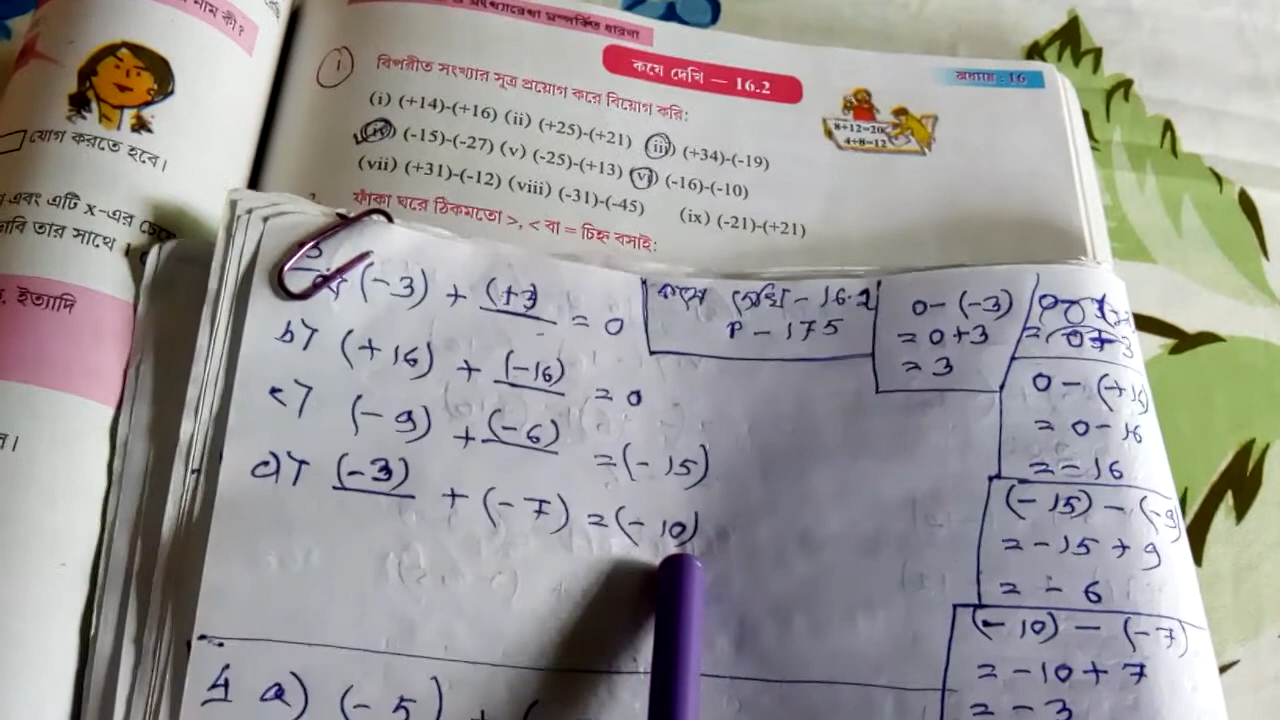 নাম কী?
যোগ করতে হবে।
এবং এটি x-এর চেয়ে
তার সাথে
ইত্যাদি
সংখ্যারেখা সম্পর্কিত ধারণা
কষে দেখি — 16.2
অধ্যায় : 16
8+12=20
4+8=12
1 বিপরীত সংখ্যার সূত্র প্রয়োগ করে বিয়োগ করি:
(i) (+14)-(+16) (ii) (+25)-(+21) (iii) (+34)-(-19)
(iv) (-15)-(-27) (v) (-25)-(+13) (vi) (-16)-(-10)
(vii) (+31)-(-12) (viii) (-31)-(-45) (ix) (-21)-(+21)
ফাঁকা ঘরে ঠিকমতো >, < বা = চিহ্ন বসাই:
(-3) + (+3) = 0
b) (+16) + (-16) = 0
c) (-9) + (-6) = (-15)
d) (-3) + (-7) = (-10)
কষে দেখি - 16.2
P - 175
0 - (-3)
= 0 + 3
= 3
0 - (+16)
= 0 - 16
= - 16
(-15) - (-9)
= -15 + 9
= - 6
(-10) - (-7)
= -10 + 7
= - 3
4 a) (-5) +